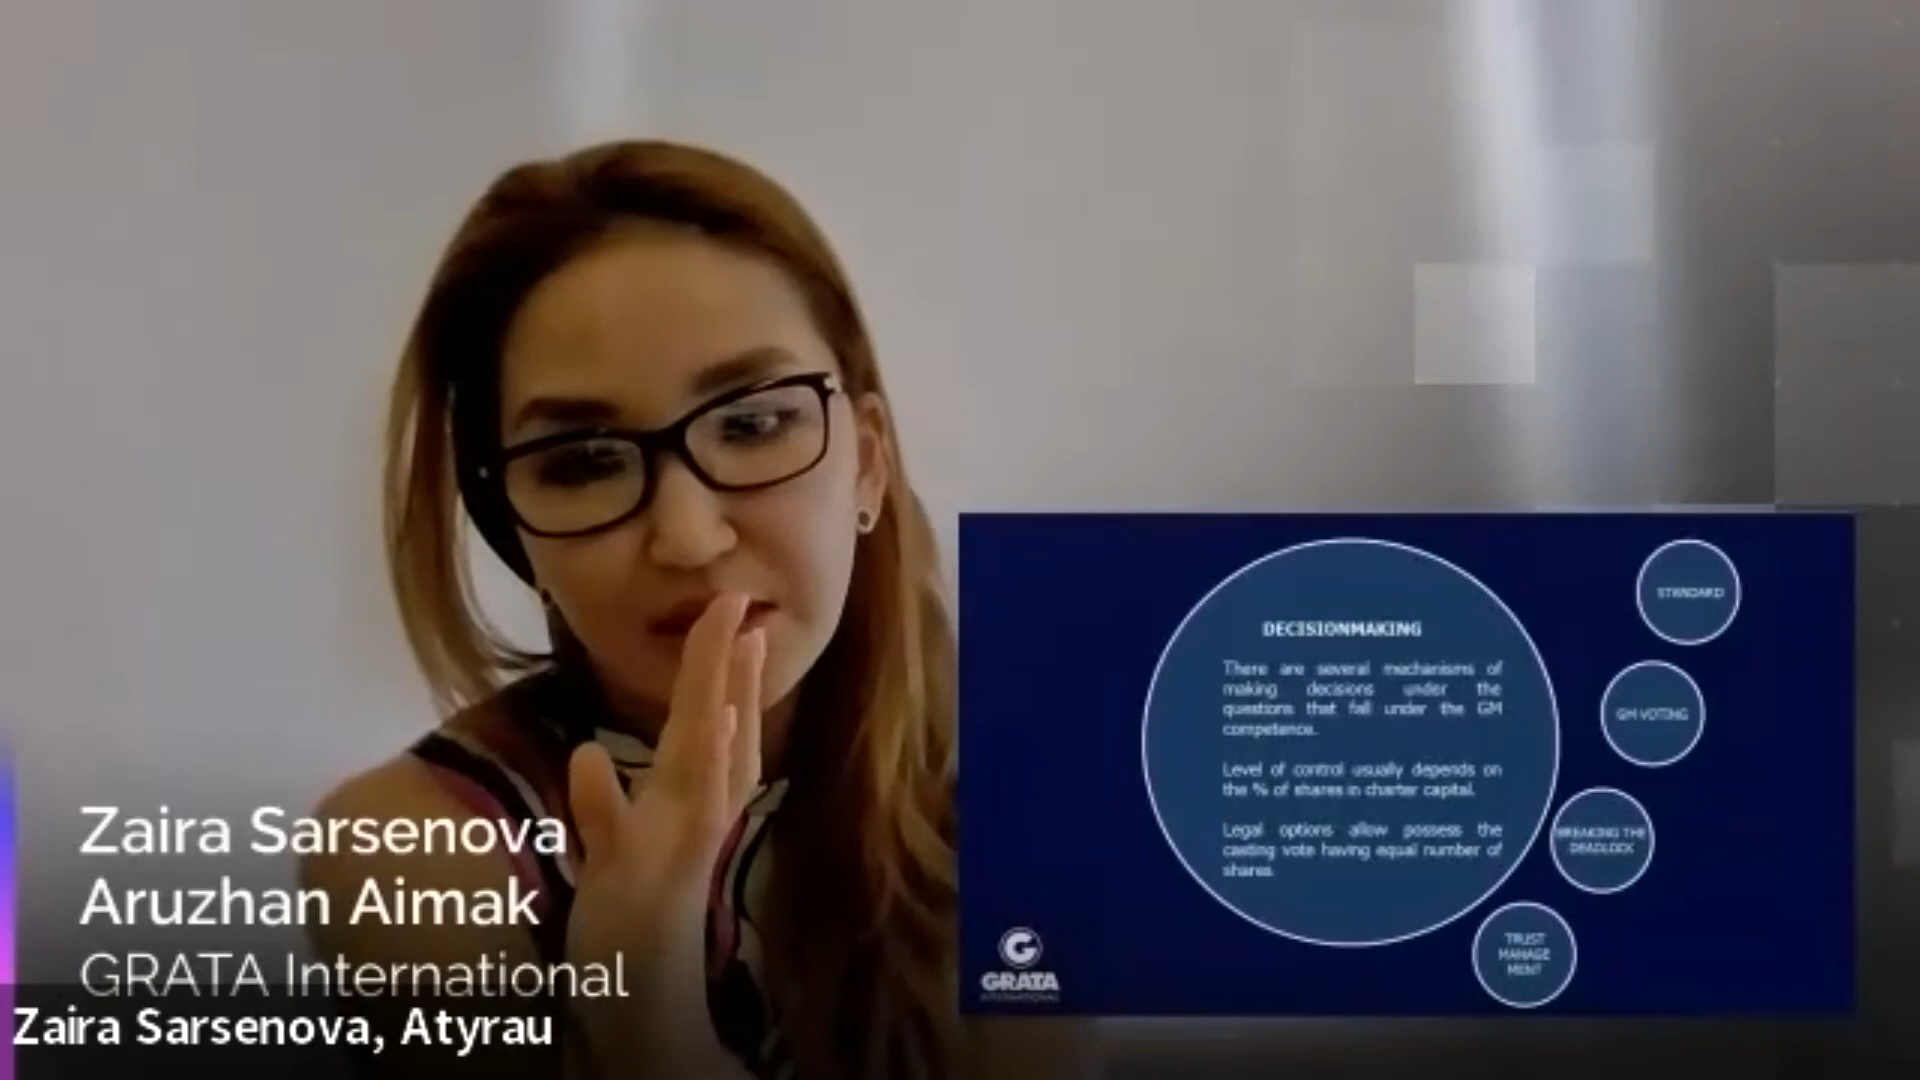 Zaira Sarsenova
Aruzhan Aimak
GRATA International
Zaira Sarsenova, Atyrau
DECISIONMAKING
There are several mechanisms of
making decisions under the
questions that fall under the GM
competence.
Level of control usually depends on
the % of shares in charter capital.
Legal options allow possess the
casting vote having equal number of
shares.
STANDARD
GM VOTING
BREAKING THE
DEADLOCK
TRUST
MANAGE
MENT
G
GRATA
INTERNATIONAL